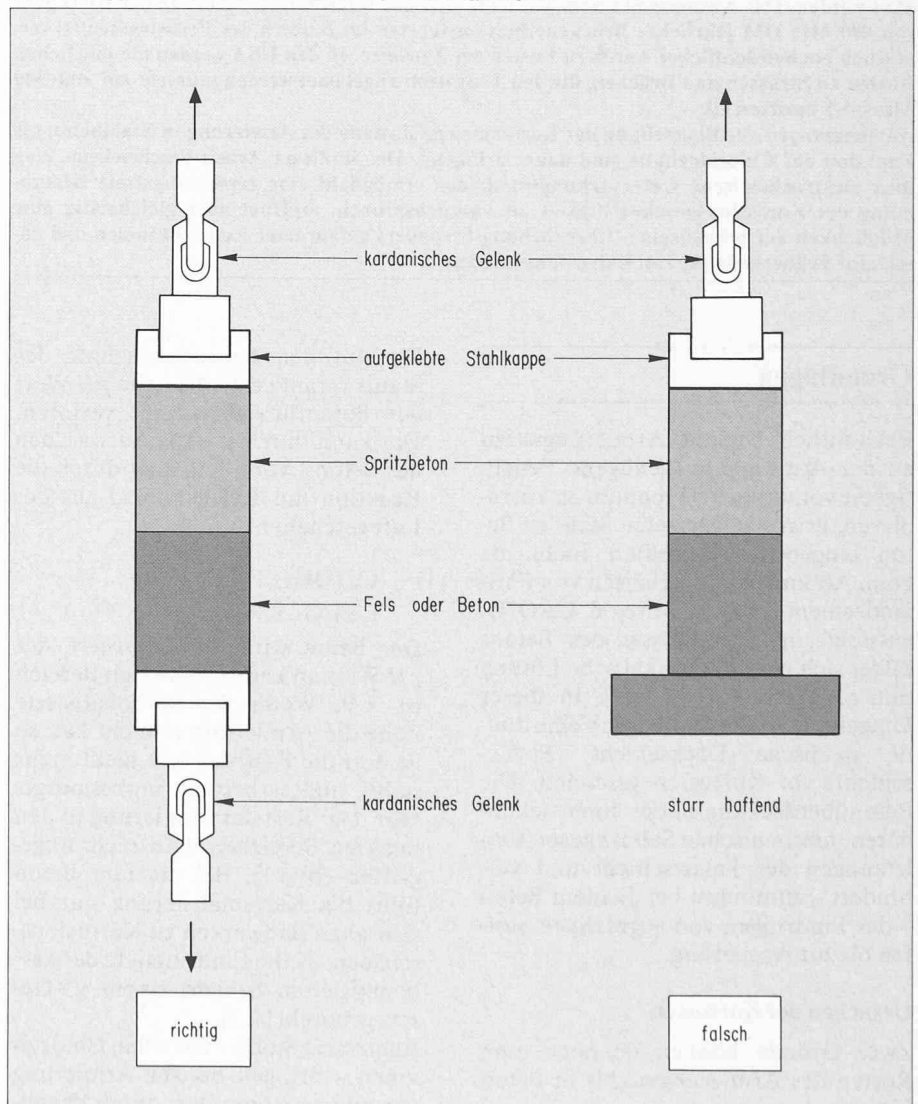 kardanisches Gelenk
aufgeklebte Stahlkappe
Spritzbeton
Fels oder Beton
kardanisches Gelenk
starr haftend
richtig
falsch